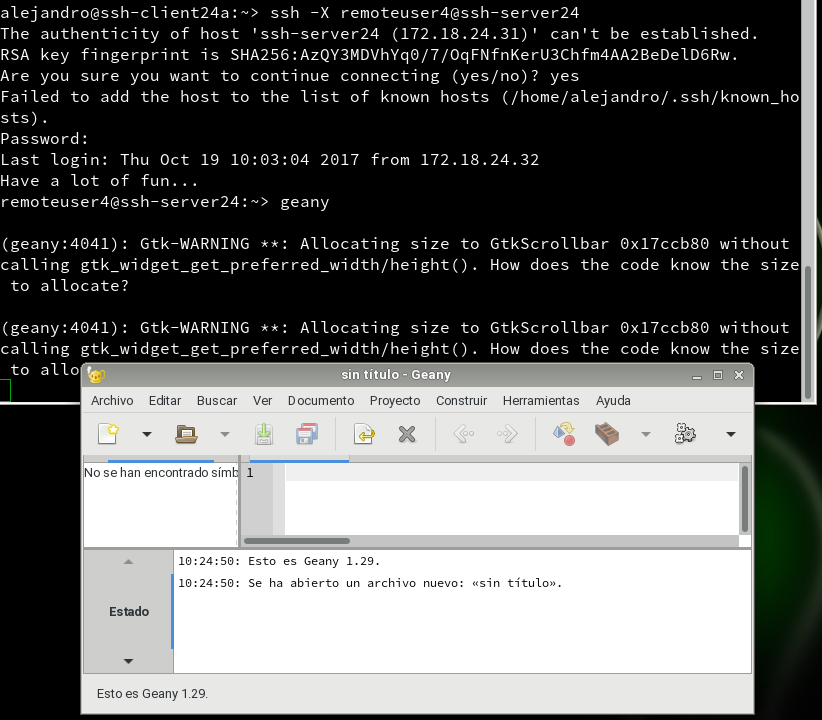 alejandro@ssh-client24a:~> ssh -X remoteuser4@ssh-server24
The authenticity of host 'ssh-server24 (172.18.24.31)' can't be established.
RSA key fingerprint is SHA256:AzQY3MDVhYq0/7/OqFNfnKerU3Chfm4AA2BeDelD6Rw.
Are you sure you want to continue connecting (yes/no)? yes
Failed to add the host to the list of known hosts (/home/alejandro/.ssh/known_ho
sts).
Password:
Last login: Thu Oct 19 10:03:04 2017 from 172.18.24.32
Have a lot of fun...
remoteuser4@ssh-server24:~> geany
(geany:4041): Gtk-WARNING **: Allocating size to GtkScrollbar 0x17ccb80 without
calling gtk_widget_get_preferred_width/height(). How does the code know the size
to allocate?
(geany:4041): Gtk-WARNING **: Allocating size to GtkScrollbar 0x17ccb80 without
calling gtk_widget_get_preferred_width/height(). How does the code know the size
to allo
sin título - Geany
Archivo Editar Buscar Ver Documento Proyecto Construir Herramientas Ayuda
No se han encontrado símb
1
10:24:50: Esto es Geany 1.29.
10:24:50: Se ha abierto un archivo nuevo: «sin título».
Estado
Esto es Geany 1.29.